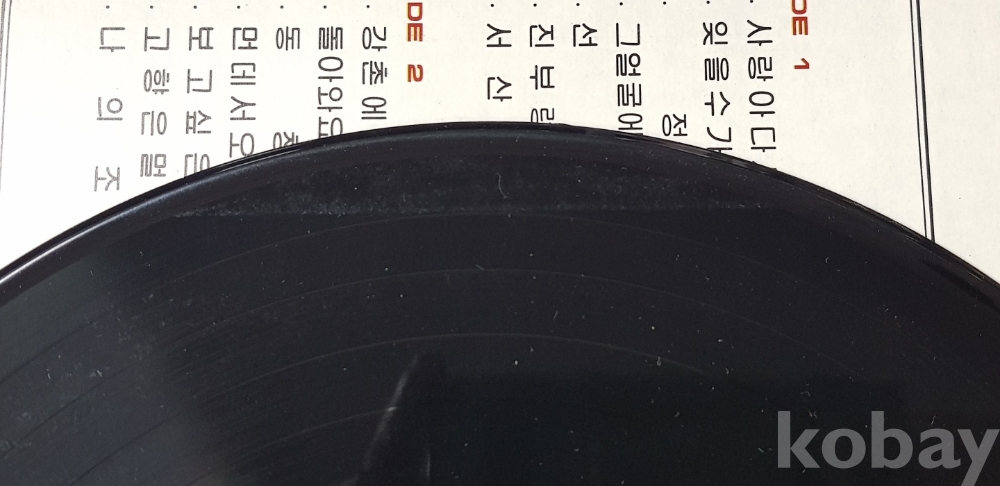 DE 1
· 사랑아 다
· 잊을수가
· 정
· 그얼굴에
· 선
· 진부령
· 서 산
DE 2
· 강촌에
· 돌아와요
· 동
· 먼데서오
· 보고싶은
· 고향은멀
· 나 의 조
kobay